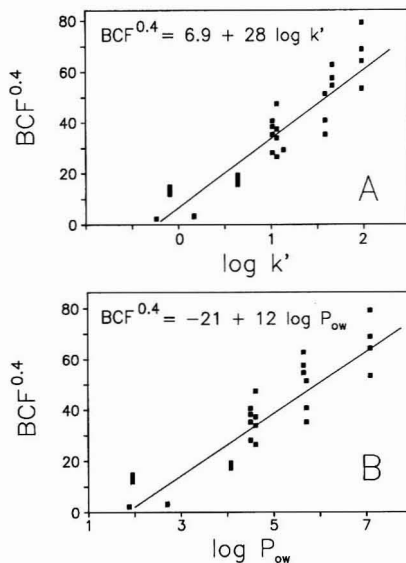 BCF^0.4 = 6.9 + 28 log k'
BCF^0.4
80
60
40
20
0
0
1
2
log k'
A
BCF^0.4 = −21 + 12 log P_ow
BCF^0.4
80
60
40
20
0
1
3
5
7
log P_ow
B